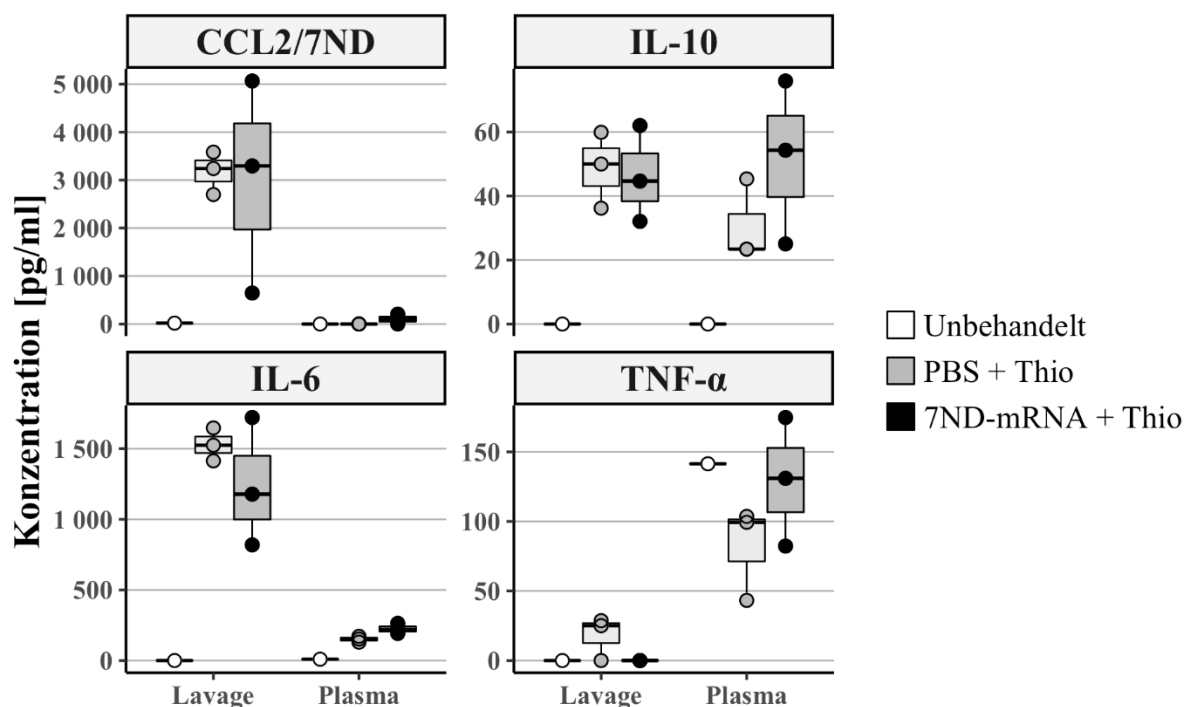 CCL2/7ND
IL-10
5 000
4 000
3 000
2 000
1 000
0
60
40
20
0
Konzentration [pg/ml]
IL-6
TNF-α
1 500
1 000
500
0
150
100
50
0
Lavage
Plasma
Lavage
Plasma
Unbehandelt
PBS + Thio
7ND-mRNA + Thio